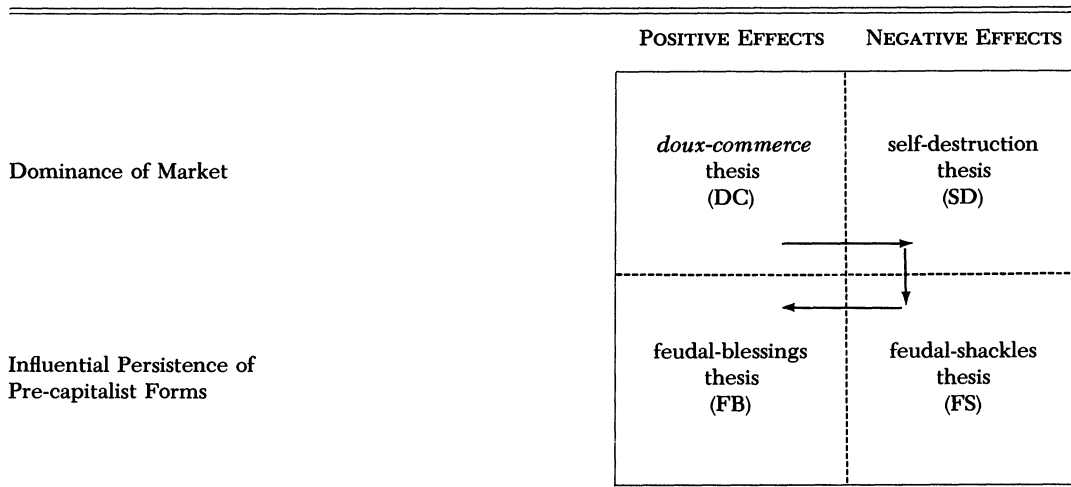 POSITIVE EFFECTS NEGATIVE EFFECTS
Dominance of Market
doux-commerce
thesis
(DC)
self-destruction
thesis
(SD)
Influential Persistence of
Pre-capitalist Forms
feudal-blessings
thesis
(FB)
feudal-shackles
thesis
(FS)